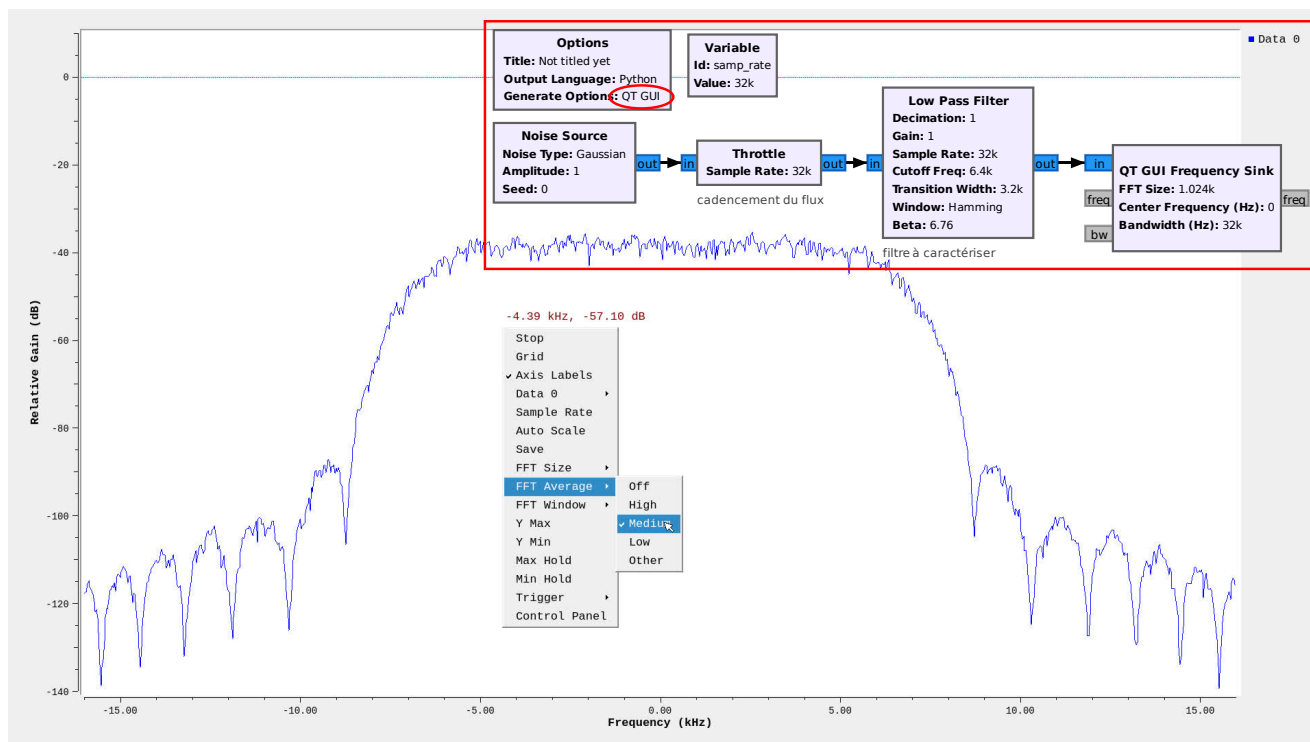 Data 0
Options
Title: Not titled yet
Output Language: Python
Generate Options: QT GUI
Variable
Id: samp_rate
Value: 32k
Noise Source
Noise Type: Gaussian
Amplitude: 1
Seed: 0
out
in
Throttle
Sample Rate: 32k
out
cadencement du flux
in
Low Pass Filter
Decimation: 1
Gain: 1
Sample Rate: 32k
Cutoff Freq: 6.4k
Transition Width: 3.2k
Window: Hamming
Beta: 6.76
out
filtre à caractériser
in
freq
bw
QT GUI Frequency Sink
FFT Size: 1.024k
Center Frequency (Hz): 0
Bandwidth (Hz): 32k
freq
0
-20
-40
-60
-80
-100
-120
-140
Relative Gain (dB)
-4.39 kHz, -57.10 dB
Stop
Grid
Axis Labels
Data 0
Sample Rate
Auto Scale
Save
FFT Size
FFT Average
FFT Window
Y Max
Y Min
Max Hold
Min Hold
Trigger
Control Panel
Off
High
Medium
Low
Other
-15.00
-10.00
-5.00
0.00
5.00
10.00
15.00
Frequency (kHz)